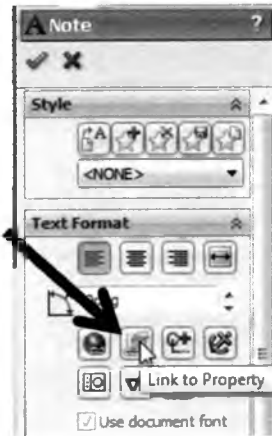 A Note ?
Style
<NONE>
Text Format
Link to Property
Use document font